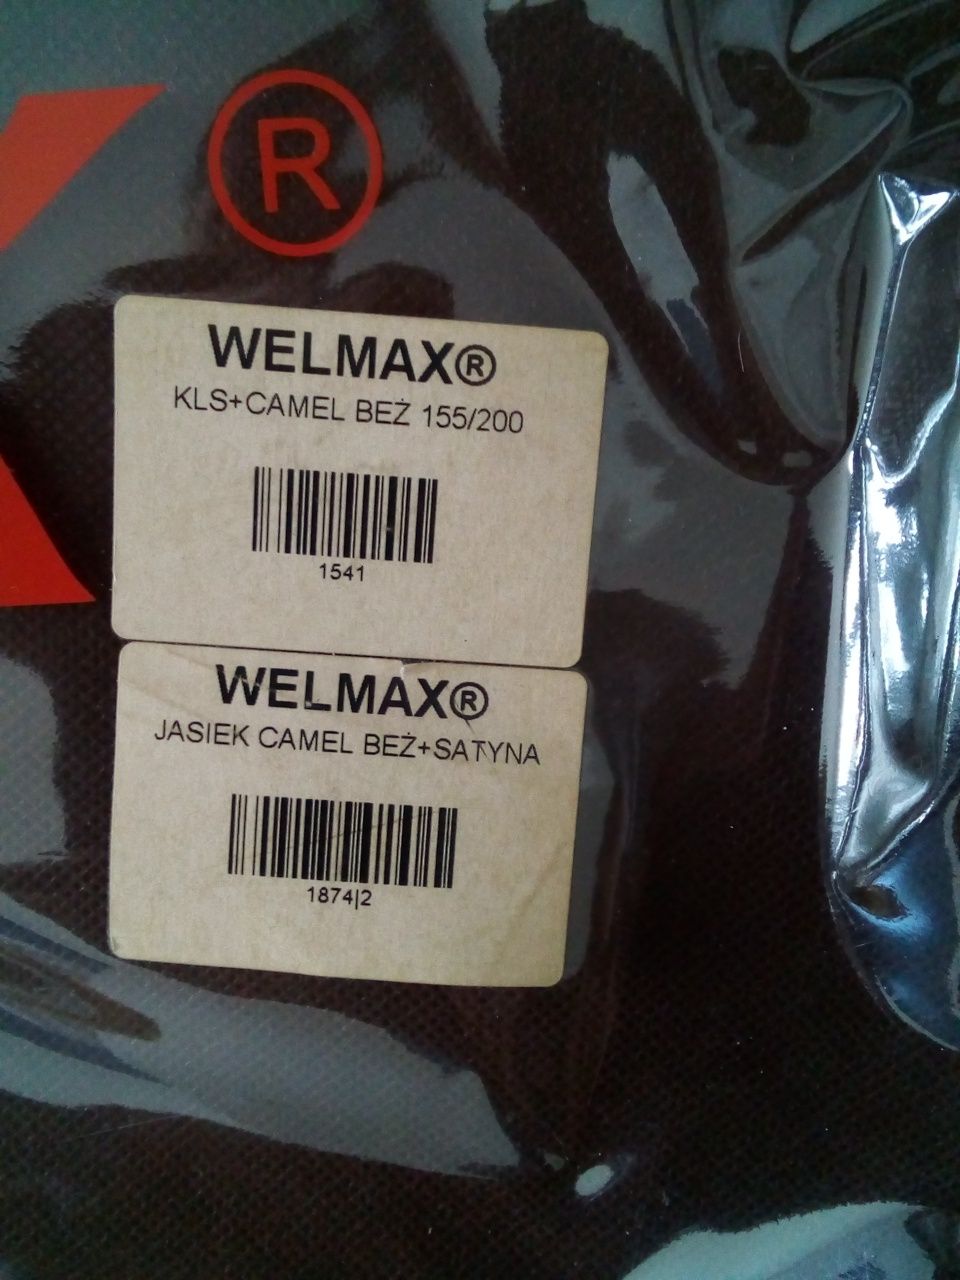 ®
WELMAX®
KLS+CAMEL BEŻ 155/200
1541
WELMAX®
JASIEK CAMEL BEŻ+SATYNA
1874|2